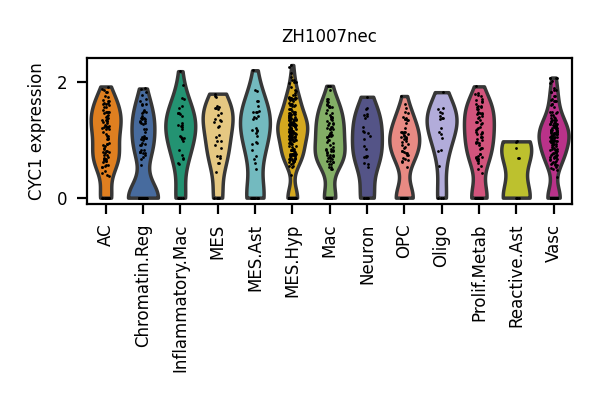 ZH1007nec
CYC1 expression
2
0
AC
Chromatin.Reg
Inflammatory.Mac
MES
MES.Ast
MES.Hyp
Mac
Neuron
OPC
Oligo
Prolif.Metab
Reactive.Ast
Vasc